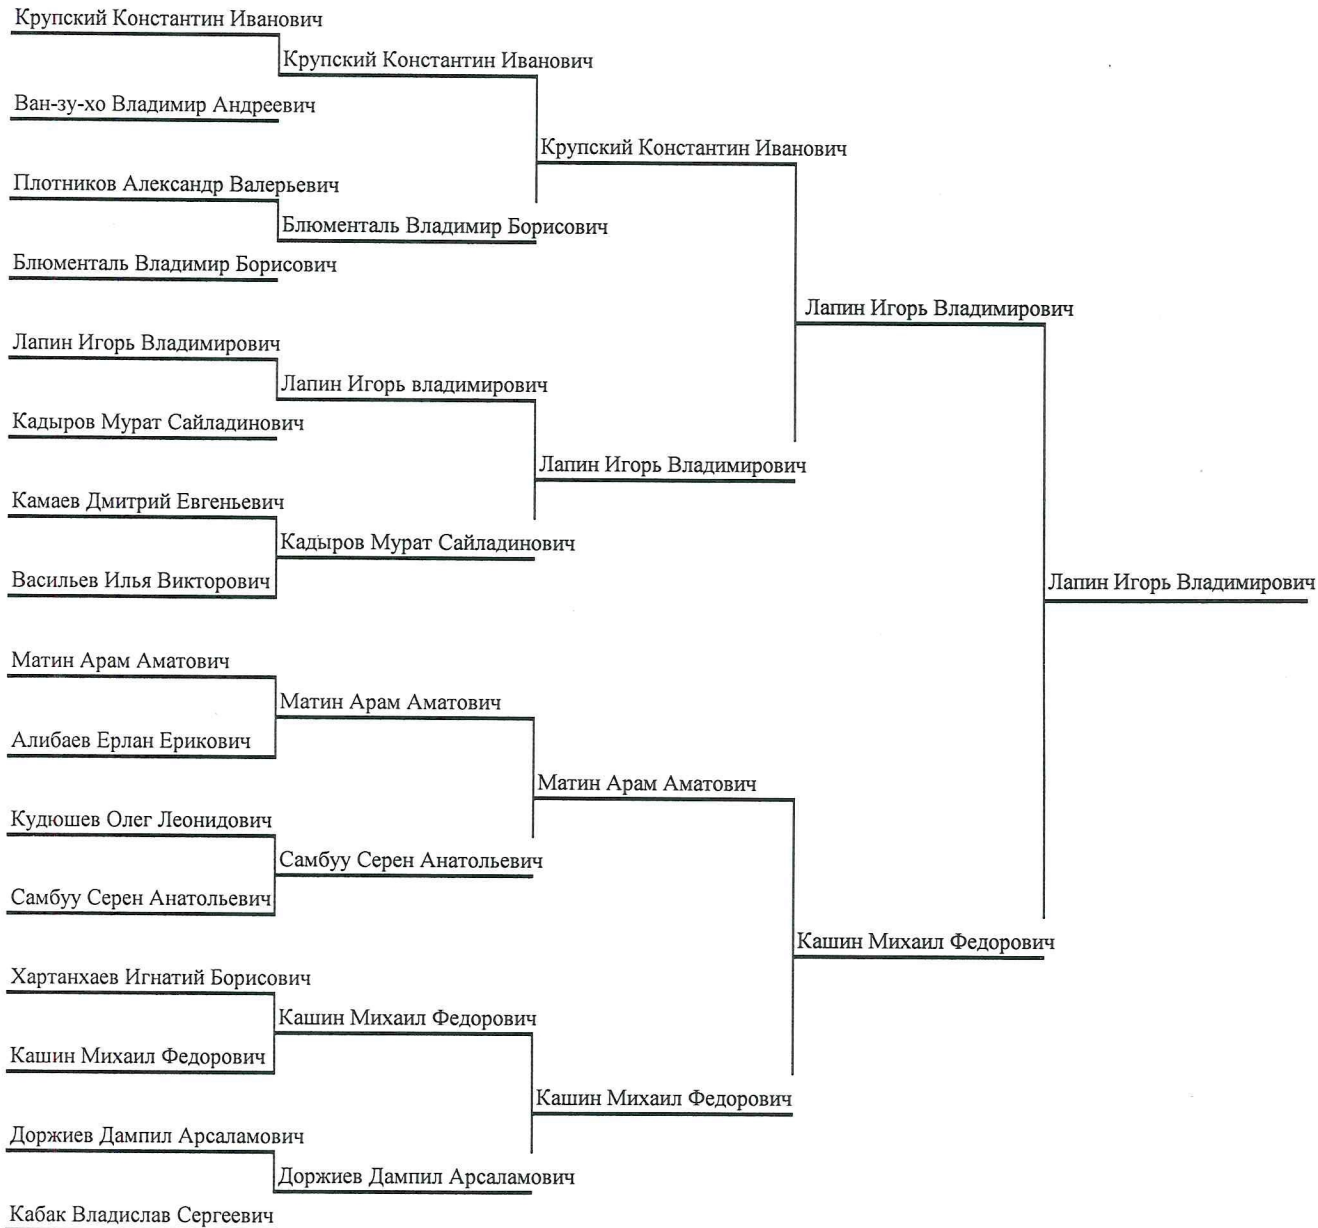 Крупский Константин Иванович
Крупский Константин Иванович
Ван-зу-хо Владимир Андреевич
Крупский Константин Иванович
Плотников Александр Валерьевич
Блюменталь Владимир Борисович
Блюменталь Владимир Борисович
Лапин Игорь Владимирович
Лапин Игорь Владимирович
Лапин Игорь владимирович
Кадыров Мурат Сайладинович
Лапин Игорь Владимирович
Камаев Дмитрий Евгеньевич
Кадыров Мурат Сайладинович
Васильев Илья Викторович
Лапин Игорь Владимирович
Матин Арам Аматович
Матин Арам Аматович
Алибаев Ерлан Ерикович
Матин Арам Аматович
Кудюшев Олег Леонидович
Самбуу Серен Анатольевич
Самбуу Серен Анатольевич
Кашин Михаил Федорович
Хартанхаев Игнатий Борисович
Кашин Михаил Федорович
Кашин Михаил Федорович
Кашин Михаил Федорович
Доржиев Дампил Арсаламович
Доржиев Дампил Арсаламович
Кабак Владислав Сергеевич